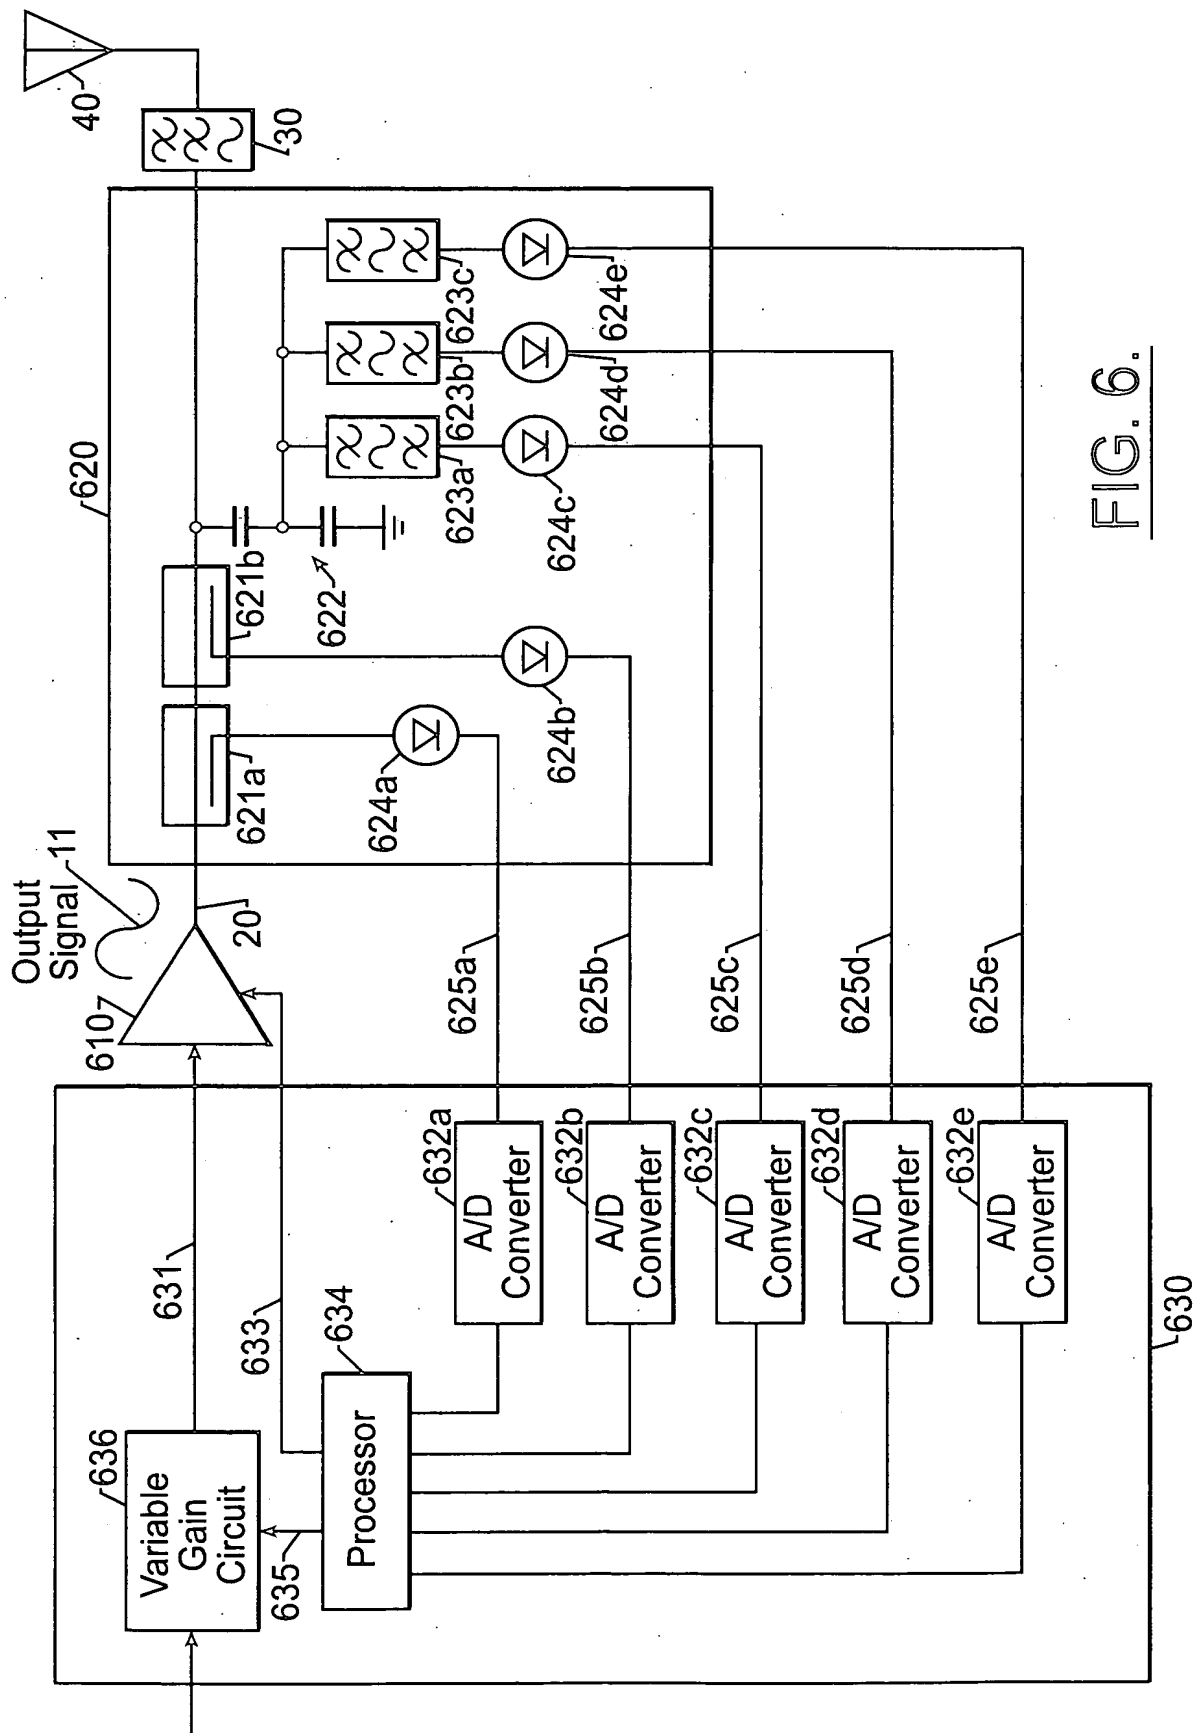 Output
Signal
11
40
30
620
610
20
621a
621b
622
623a
623b
623c
624a
624b
624c
624d
624e
625a
625b
625c
625d
625e
631
633
636
Variable
Gain
Circuit
635
634
Processor
632a
A/D
Converter
632b
A/D
Converter
632c
A/D
Converter
632d
A/D
Converter
632e
A/D
Converter
630
FIG. 6.